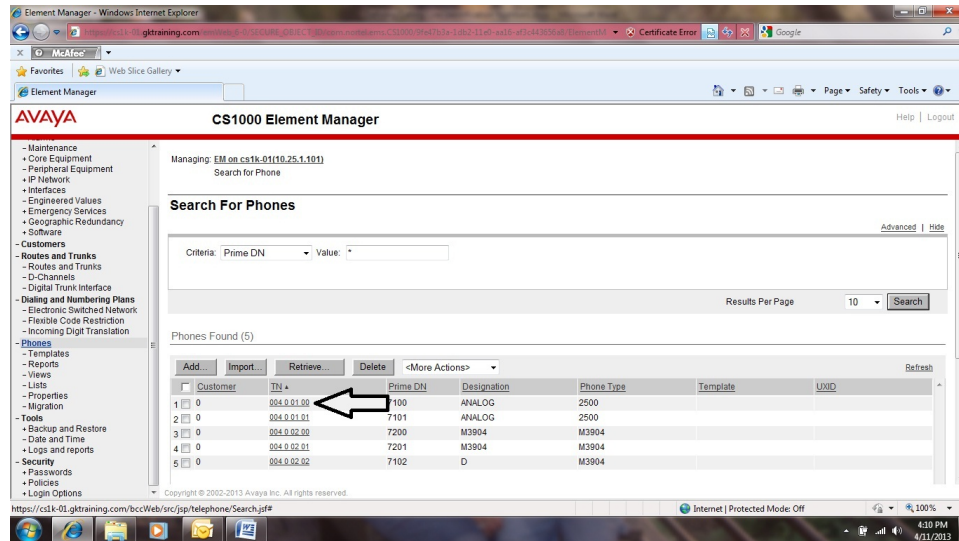 Element Manager - Windows Internet Explorer
gktraining.com
Certificate Error
Google
X McAfee
Favorites Web Slice Gallery
Element Manager
Page Safety Tools
AVAYA
CS1000 Element Manager
Help | Logout
- Maintenance
+ Core Equipment
- Peripheral Equipment
+ IP Network
+ Interfaces
- Engineered Values
+ Emergency Services
+ Geographic Redundancy
+ Software
- Customers
- Routes and Trunks
- Routes and Trunks
- D-Channels
- Digital Trunk Interface
- Dialing and Numbering Plans
- Electronic Switched Network
- Flexible Code Restriction
- Incoming Digit Translation
- Phones
- Templates
- Reports
- Views
- Lists
- Properties
- Migration
- Tools
+ Backup and Restore
- Date and Time
+ Logs and reports
- Security
+ Passwords
+ Policies
+ Login Options
Managing: EM on cs1k-01(10.25.1.101)
Search for Phone
Search For Phones
Advanced | Hide
Criteria: Prime DN Value: *
Results Per Page 10 Search
Phones Found (5)
Add... Import... Retrieve... Delete <More Actions> Refresh
Customer TN Prime DN Designation Phone Type Template UXID
1 0 004 0 01 00 7100 ANALOG 2500
2 0 004 0 01 01 7101 ANALOG 2500
3 0 004 0 02 00 7200 M3904 M3904
4 0 004 0 02 01 7201 M3904 M3904
5 0 004 0 02 02 7102 D M3904
Copyright © 2002-2013 Avaya Inc. All rights reserved.
https://cs1k-01.gktraining.com/bccWeb/src/jsp/telephone/Search.jsf#
Internet | Protected Mode: Off
100%
4:10 PM
4/11/2013